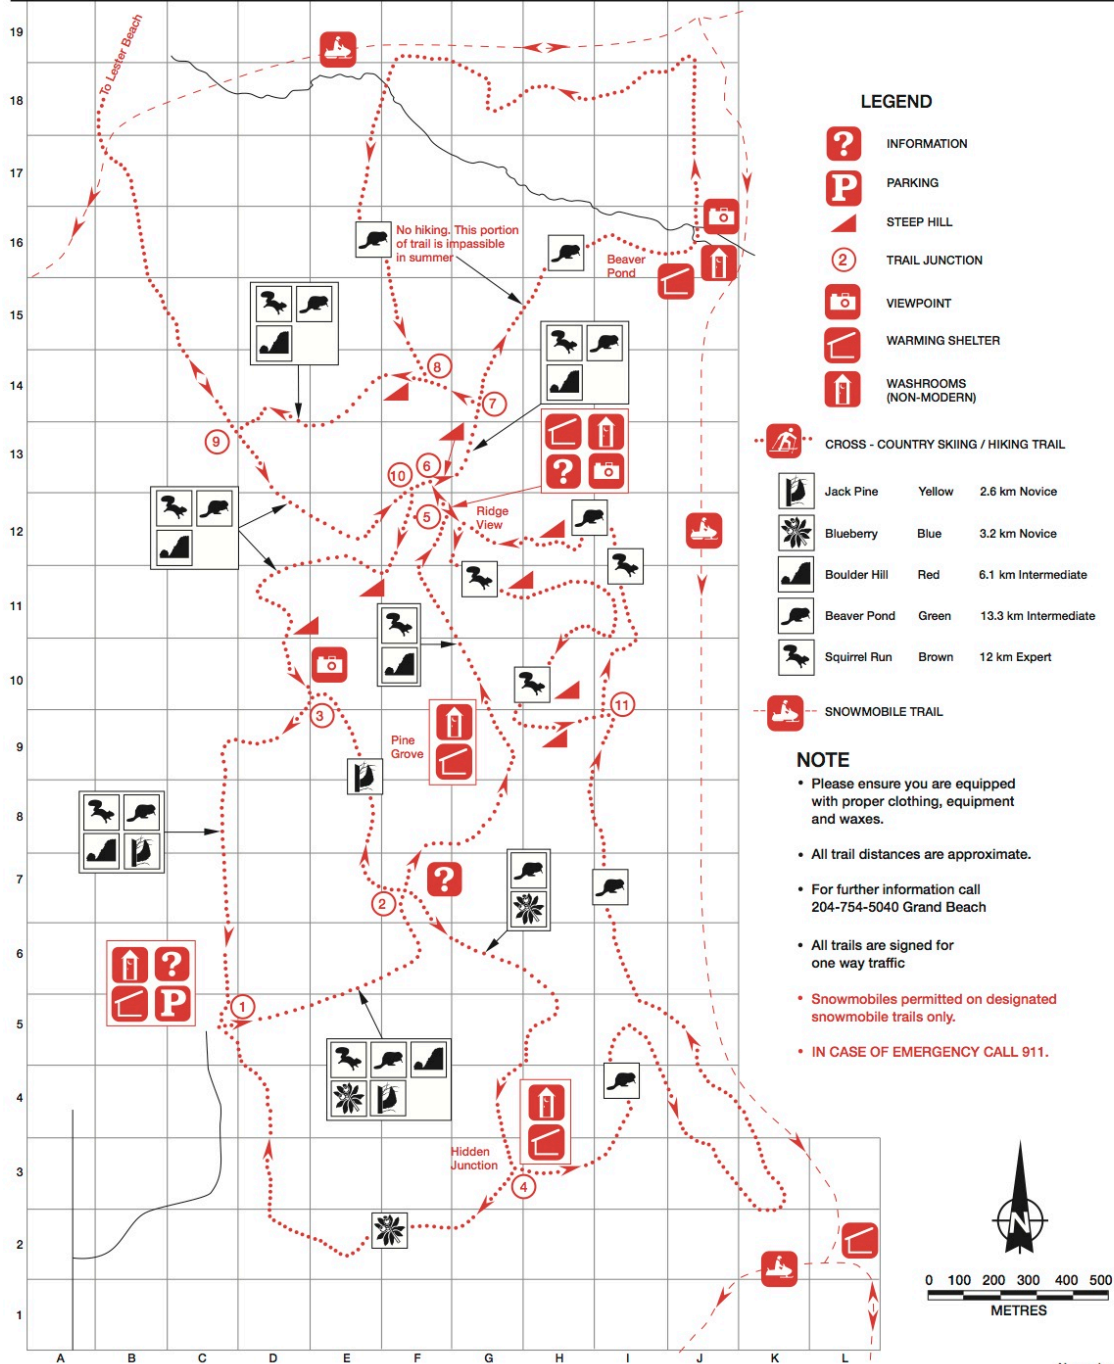 19
18
17
16
15
14
13
12
11
10
9
8
7
6
5
4
3
2
1
A B C D E F G H I J K L
To Lester Beach
No hiking. This portion
of trail is impassible
in summer
Beaver
Pond
8
7
9
6
10
5
Ridge
View
?
11
3
Pine
Grove
2
?
? P
1
Hidden
Junction
4
LEGEND
? INFORMATION
P PARKING
STEEP HILL
2 TRAIL JUNCTION
VIEWPOINT
WARMING SHELTER
WASHROOMS
(NON-MODERN)
CROSS - COUNTRY SKIING / HIKING TRAIL
Jack Pine Yellow 2.6 km Novice
Blueberry Blue 3.2 km Novice
Boulder Hill Red 6.1 km Intermediate
Beaver Pond Green 13.3 km Intermediate
Squirrel Run Brown 12 km Expert
SNOWMOBILE TRAIL
NOTE
• Please ensure you are equipped
with proper clothing, equipment
and waxes.
• All trail distances are approximate.
• For further information call
204-754-5040 Grand Beach
• All trails are signed for
one way traffic
• Snowmobiles permitted on designated
snowmobile trails only.
• IN CASE OF EMERGENCY CALL 911.
N
0 100 200 300 400 500
METRES